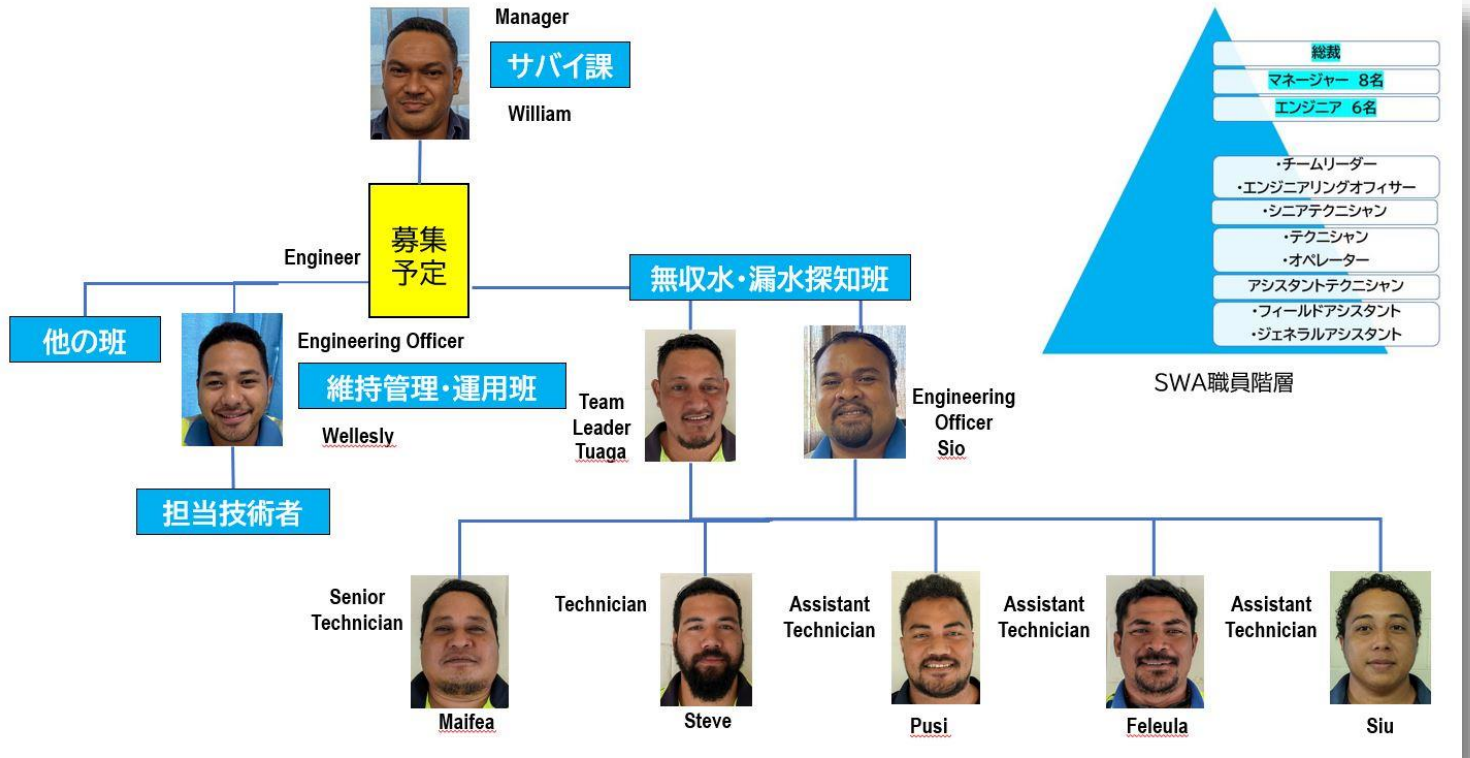 Manager
サバイ課
William
募集
予定
Engineer
無収水・漏水探知班
他の班
Engineering Officer
維持管理・運用班
Wellesly
担当技術者
Team
Leader
Tuaga
Engineering
Officer
Sio
Senior
Technician
Maifea
Technician
Steve
Assistant
Technician
Pusi
Assistant
Technician
Feleula
Assistant
Technician
Siu
総裁
マネージャー 8名
エンジニア 6名
・チームリーダー
・エンジニアリングオフィサー
・シニアテクニシャン
・テクニシャン
・オペレーター
アシスタントテクニシャン
・フィールドアシスタント
・ジェネラルアシスタント
SWA職員階層